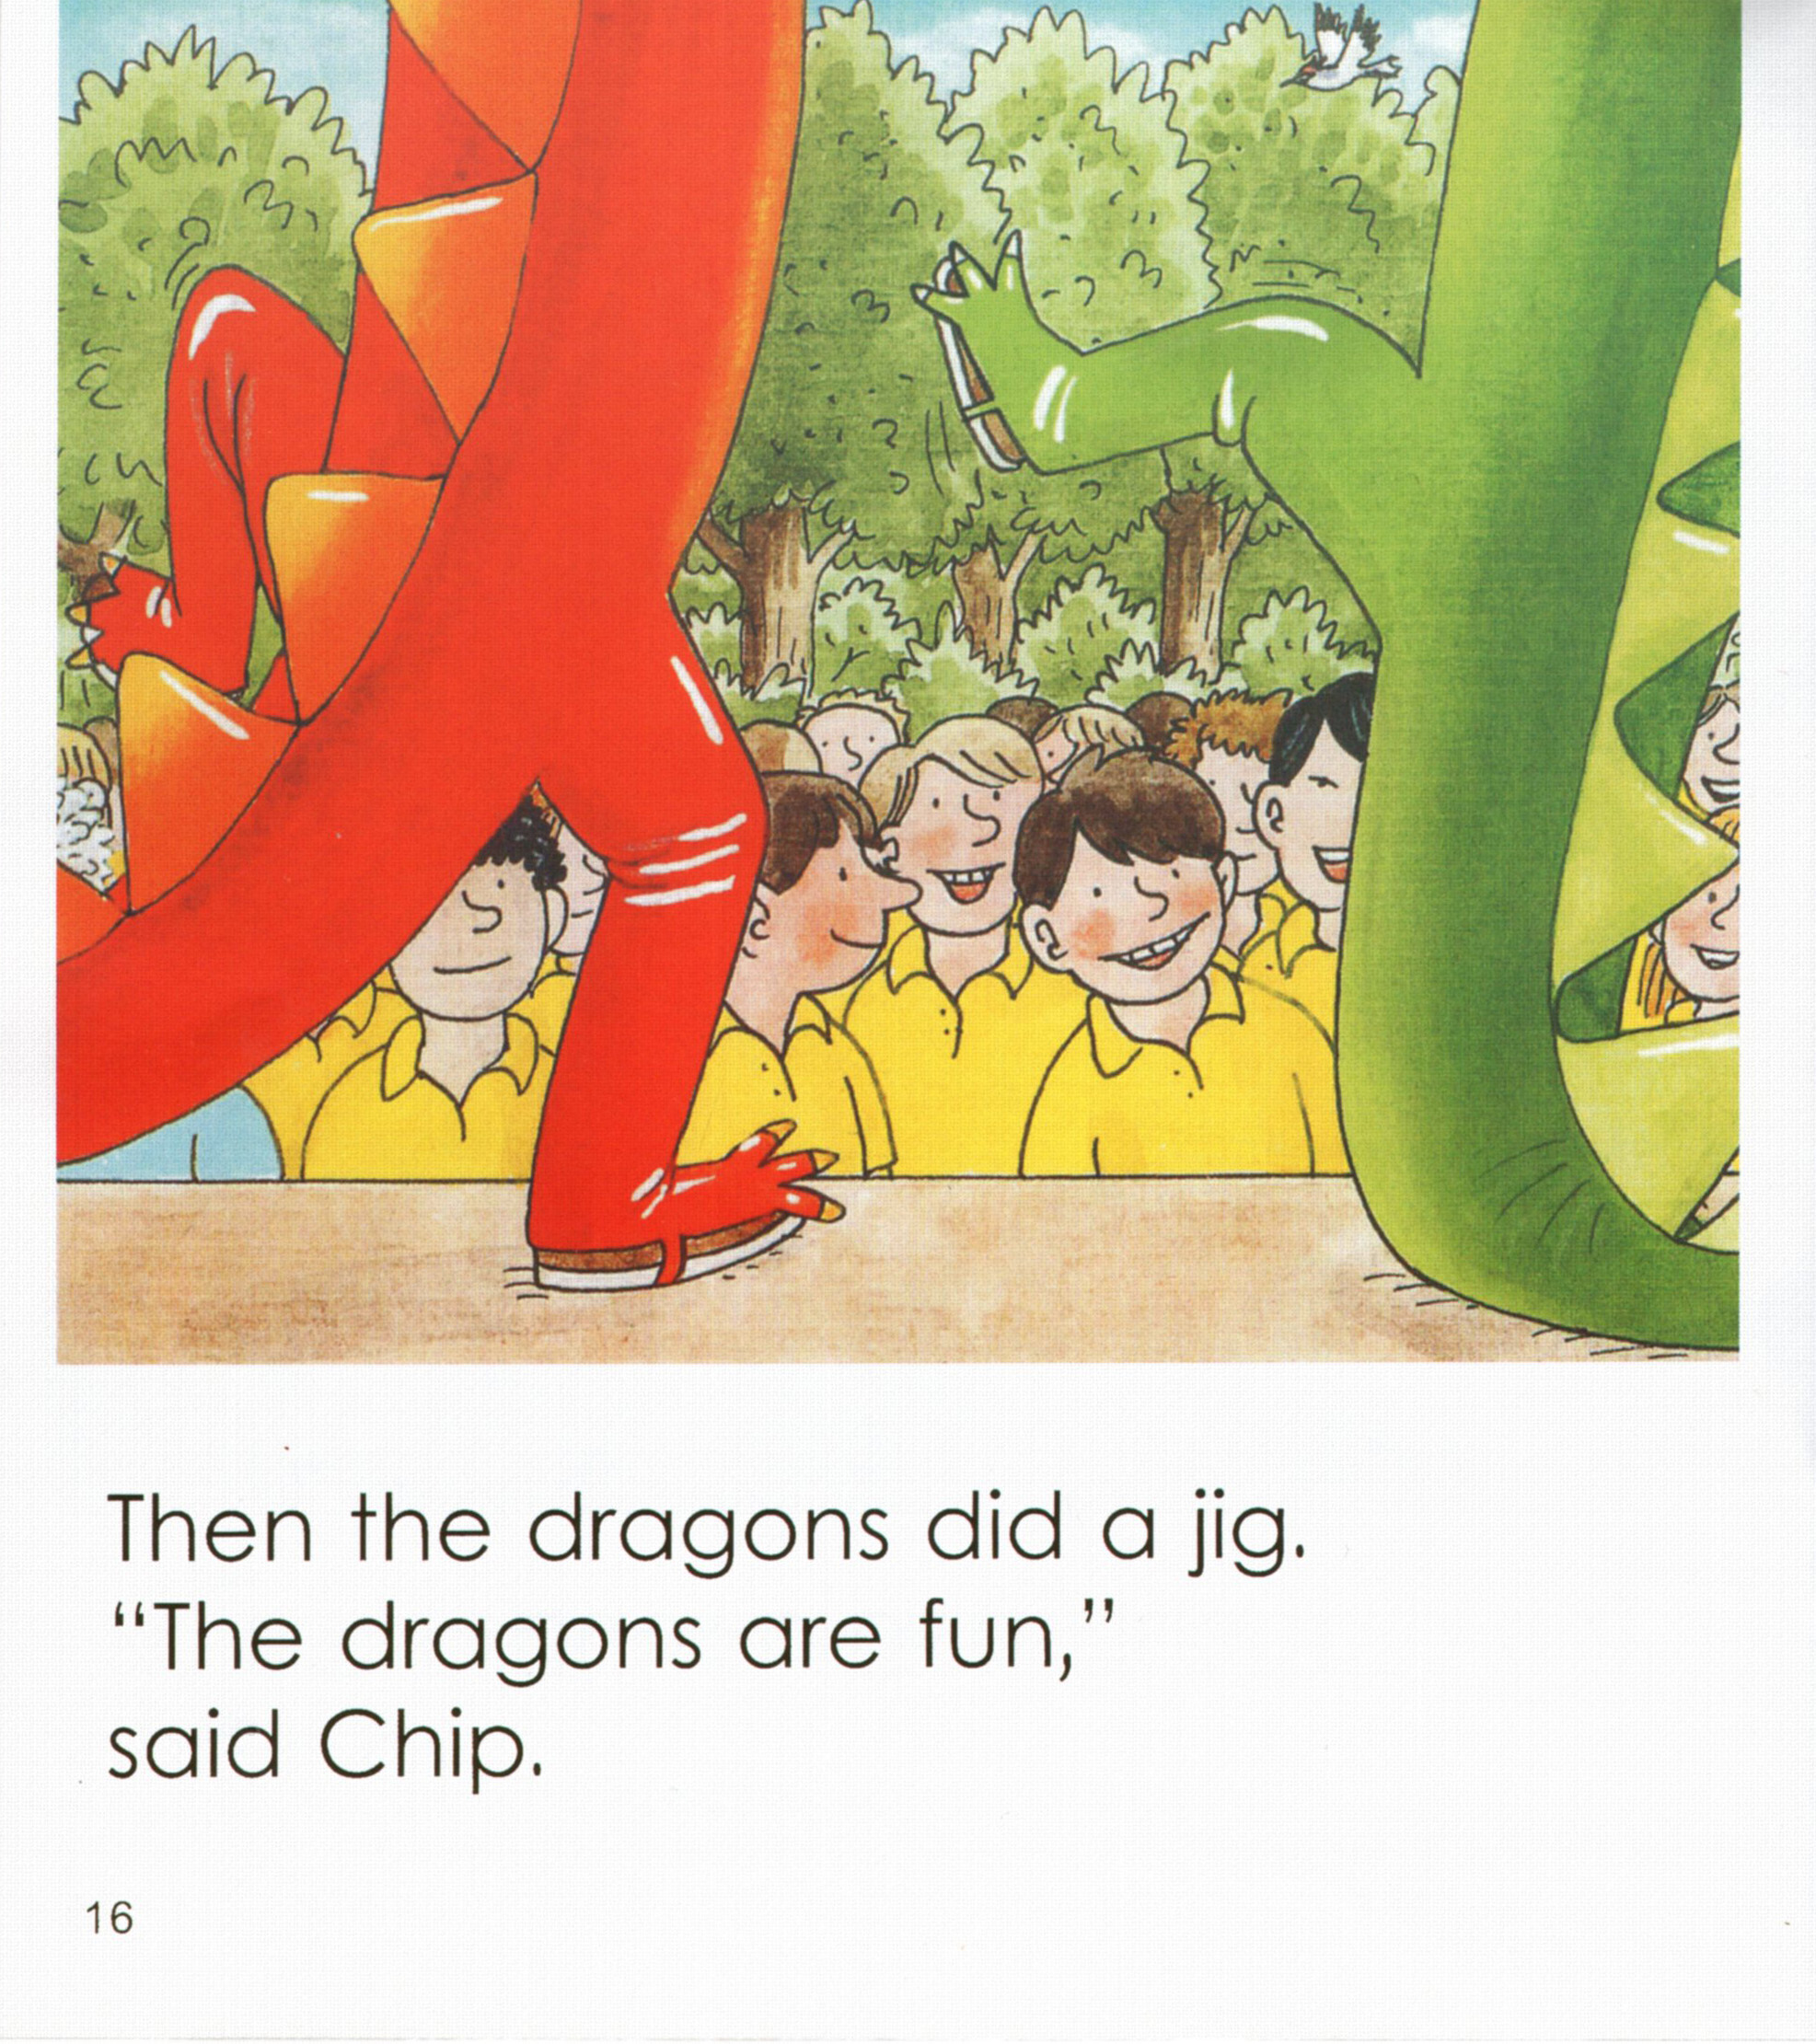 Then the dragons did a jig.
“The dragons are fun,”
said Chip.
16